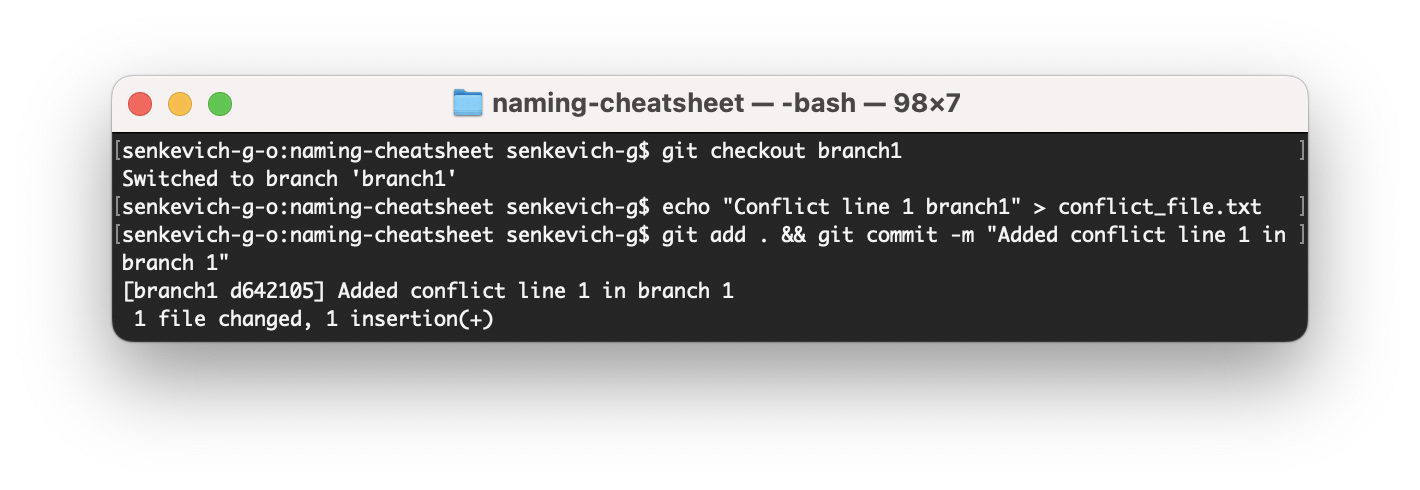 naming-cheatsheet — -bash — 98×7
[senkevich-g-o:naming-cheatsheet senkevich-g$ git checkout branch1 ]
Switched to branch 'branch1'
[senkevich-g-o:naming-cheatsheet senkevich-g$ echo "Conflict line 1 branch1" > conflict_file.txt ]
[senkevich-g-o:naming-cheatsheet senkevich-g$ git add . && git commit -m "Added conflict line 1 in ]
branch 1"
[branch1 d642105] Added conflict line 1 in branch 1
 1 file changed, 1 insertion(+)